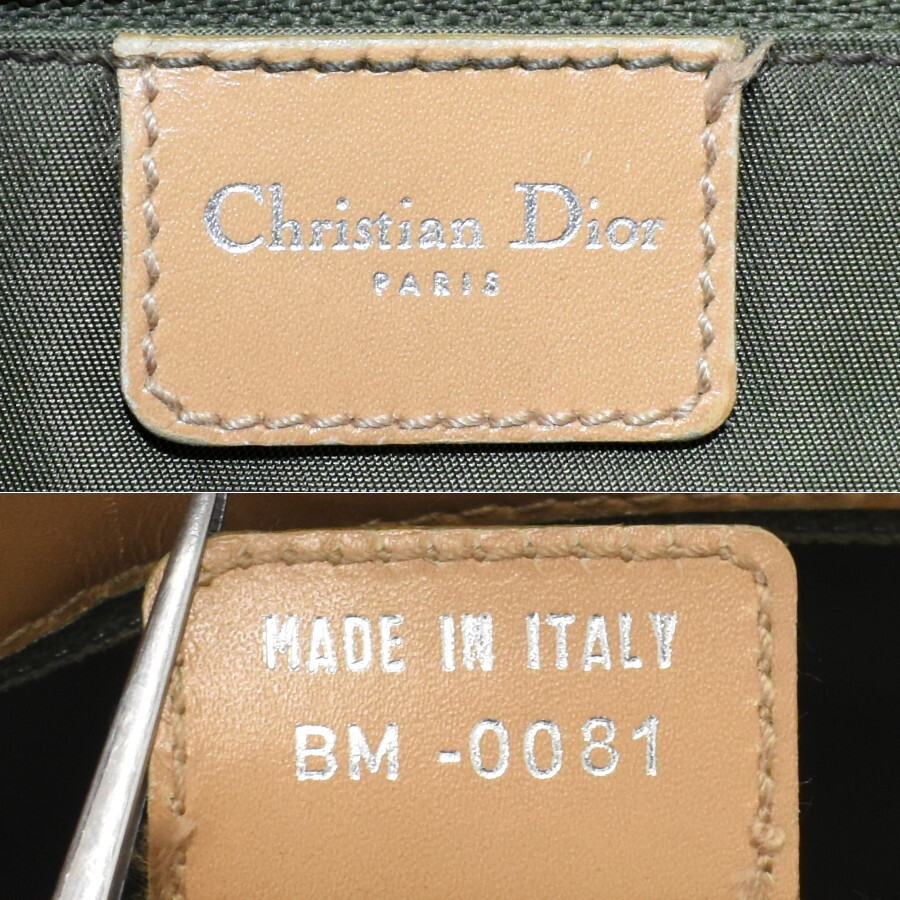 Christian Dior
PARIS
MADE IN ITALY
BM -0081